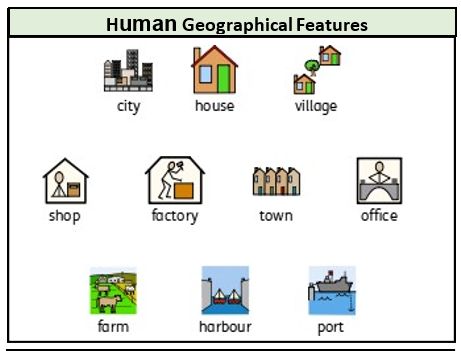 Human Geographical Features
city house village
shop factory town office
farm harbour port